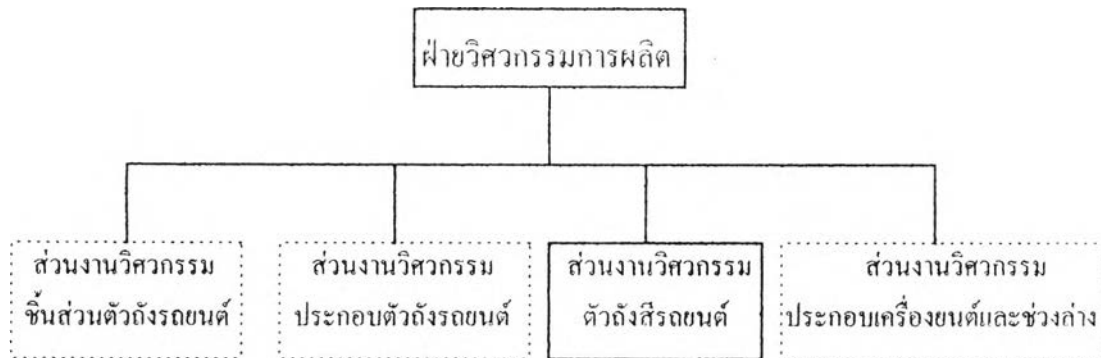 ฝ่ายวิศวกรรมการผลิต
ส่วนงานวิศวกรรม
ชิ้นส่วนตัวถังรถยนต์
ส่วนงานวิศวกรรม
ประกอบตัวถังรถยนต์
ส่วนงานวิศวกรรม
ตัวถังสีรถยนต์
ส่วนงานวิศวกรรม
ประกอบเครื่องยนต์และช่วงล่าง